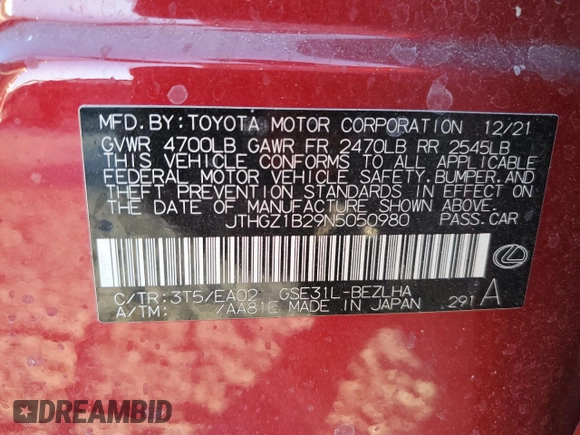 MFD. BY: TOYOTA MOTOR CORPORATION 12/21
GVWR 4700LB GAWR FR 2470LB RR 2545LB
THIS VEHICLE CONFORMS TO ALL APPLICABLE
FEDERAL MOTOR VEHICLE SAFETY, BUMPER, AND
THEFT PREVENTION STANDARDS IN EFFECT ON
THE DATE OF MANUFACTURE SHOWN ABOVE.
JTHGZ1B29N5050980 PASS. CAR
C/TR: 3T5/EA02 GSE31L-BEZLHA
A/TM: /AA81E MADE IN JAPAN 291 A
DREAMBID